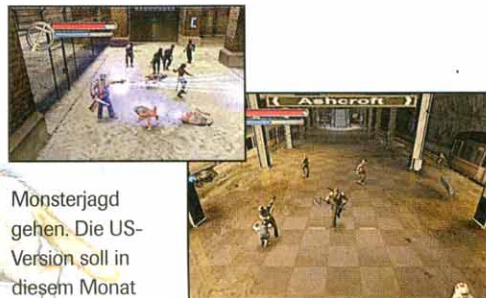 Ashcroft
Monsterjagd
gehen. Die US-
Version soll in
diesem Monat